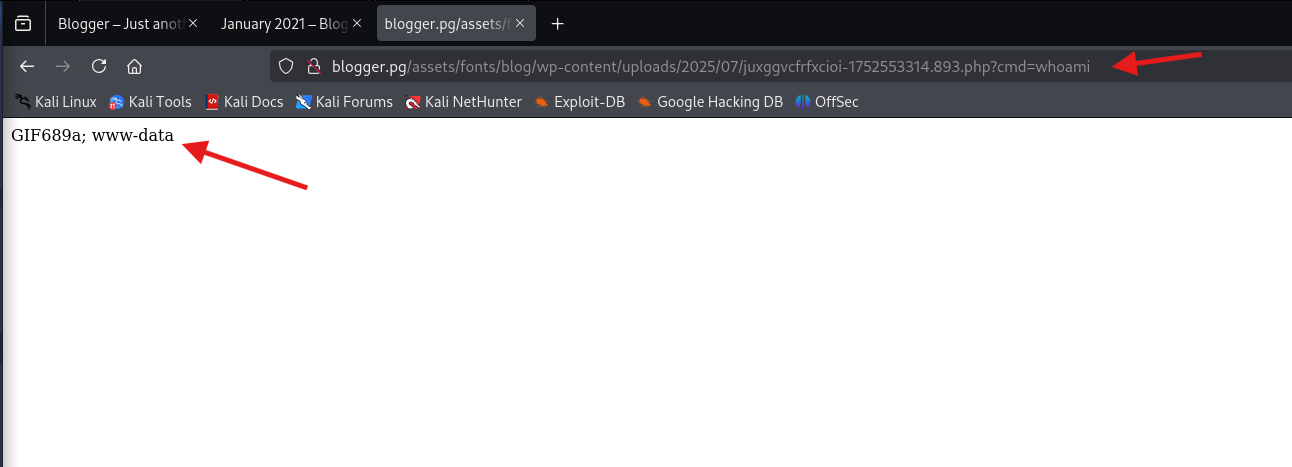 Blogger – Just anot
January 2021 – Blog
blogger.pg/assets/f
blogger.pg/assets/fonts/blog/wp-content/uploads/2025/07/juxggvcfrfxcioi-1752553314.893.php?cmd=whoami
Kali Linux Kali Tools Kali Docs Kali Forums Kali NetHunter Exploit-DB Google Hacking DB OffSec
GIF689a; www-data